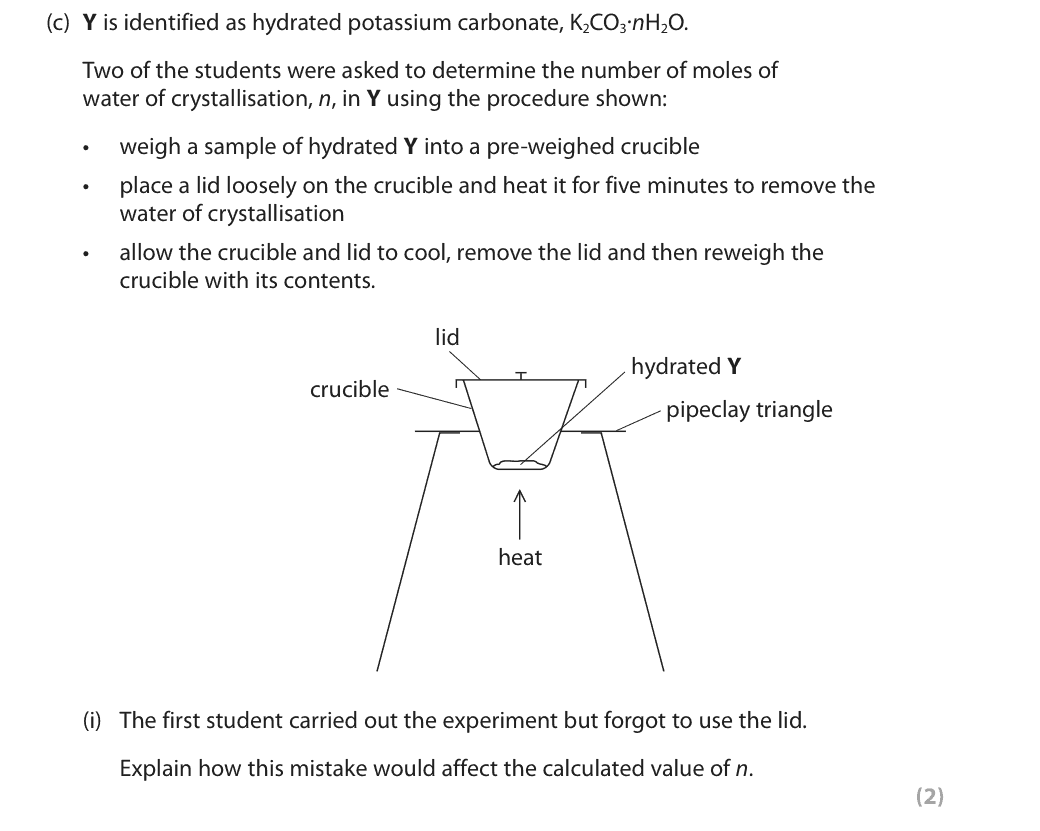 (c) Y is identified as hydrated potassium carbonate, K₂CO₃·nH₂O.
Two of the students were asked to determine the number of moles of
water of crystallisation, n, in Y using the procedure shown:
• weigh a sample of hydrated Y into a pre-weighed crucible
• place a lid loosely on the crucible and heat it for five minutes to remove the
water of crystallisation
• allow the crucible and lid to cool, remove the lid and then reweigh the
crucible with its contents.
lid
hydrated Y
crucible
pipeclay triangle
heat
(i) The first student carried out the experiment but forgot to use the lid.
Explain how this mistake would affect the calculated value of n.
(2)